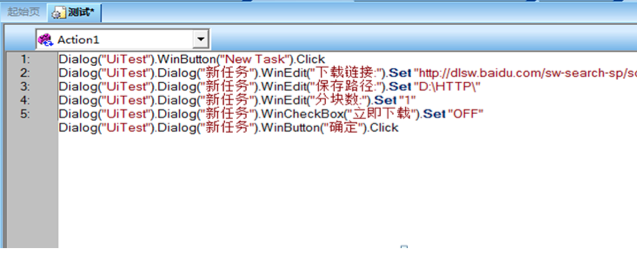 起始页 测试*
Action1
1: Dialog("UiTest").WinButton("New Task").Click
2: Dialog("UiTest").Dialog("新任务").WinEdit("下载链接:").Set "http://dlsw.baidu.com/sw-search-sp/so
3: Dialog("UiTest").Dialog("新任务").WinEdit("保存路径:").Set "D:\HTTP\"
4: Dialog("UiTest").Dialog("新任务").WinEdit("分块数:").Set "1"
5: Dialog("UiTest").Dialog("新任务").WinCheckBox("立即下载").Set "OFF"
Dialog("UiTest").Dialog("新任务").WinButton("确定").Click